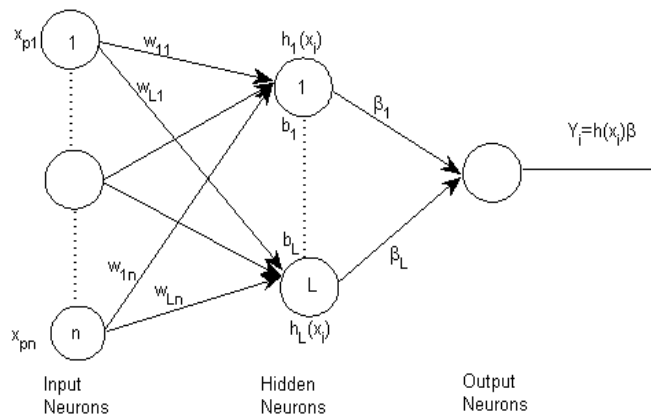 x_p1
1
w_11
w_L1
h_1(x_i)
1
b_1
β_1
Y_i=h(x_i)β
w_1n
w_Ln
b_L
L
h_L(x_i)
β_L
x_pn
n
Input
Neurons
Hidden
Neurons
Output
Neurons